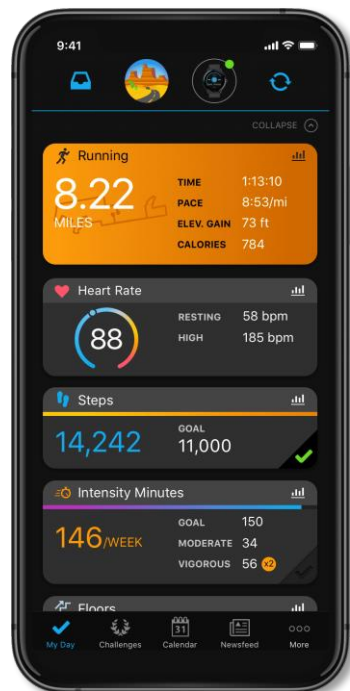 9:41
COLLAPSE
Running
8.22
MILES
TIME 1:13:10
PACE 8:53/mi
ELEV. GAIN 73 ft
CALORIES 784
Heart Rate
88
RESTING 58 bpm
HIGH 185 bpm
Steps
14,242
GOAL
11,000
Intensity Minutes
146/WEEK
GOAL 150
MODERATE 34
VIGOROUS 56 x2
Floors
31
My Day Challenges Calendar Newsfeed More